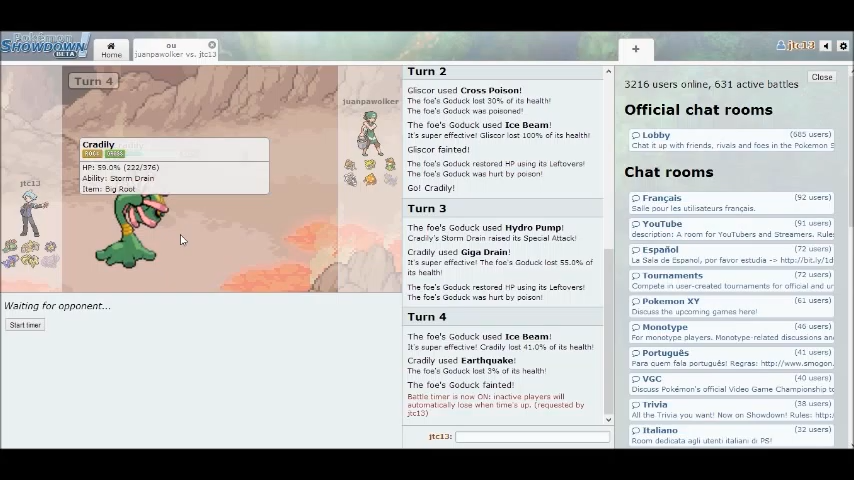 Pokémon
SHOWDOWN!
BETA
Home
ou
juanpawolker vs. jtc13
+
jtc13
Turn 4
juanpawolker
jtc13
Cradily
ROCK GRASS
HP: 59.0% (222/376)
Ability: Storm Drain
Item: Big Root
Waiting for opponent...
Start timer
Turn 2
Gliscor used Cross Poison!
The foe's Goduck lost 30% of its health!
The foe's Goduck was poisoned!
The foe's Goduck used Ice Beam!
It's super effective! Gliscor lost 100% of its health!
Gliscor fainted!
The foe's Goduck restored HP using its Leftovers!
The foe's Goduck was hurt by poison!
Go! Cradily!
Turn 3
The foe's Goduck used Hydro Pump!
Cradily's Storm Drain raised its Special Attack!
Cradily used Giga Drain!
It's super effective! The foe's Goduck lost 55.0% of
its health!
The foe's Goduck restored HP using its Leftovers!
The foe's Goduck was hurt by poison!
Turn 4
The foe's Goduck used Ice Beam!
It's super effective! Cradily lost 41.0% of its health!
Cradily used Earthquake!
The foe's Goduck lost 3% of its health!
The foe's Goduck fainted!
Battle timer is now ON: inactive players will
automatically lose when time's up. (requested by
jtc13)
jtc13:
3216 users online, 631 active battles
Close
Official chat rooms
Lobby
(685 users)
Chat it up with friends, rivals and foes in the Pokemon S
Chat rooms
Français
(92 users)
Salle pour les utilisateurs français.
YouTube
(91 users)
description: A room for YouTubers and Streamers. Rules:
Español
(72 users)
La Sala de Espanol, por favor estudia -> http://bit.ly/1d
Tournaments
(72 users)
Compete in user-created tournaments for official and un
Pokemon XY
(61 users)
Discuss the upcoming games here!
Monotype
(46 users)
For monotype players. Monotype-related discussions an
Português
(41 users)
Para quem fala português! Regras: http://www.smogon.
VGC
(40 users)
Discuss Pokémon's official Video Game Championship to
Trivia
(38 users)
All the Trivia you want! Now on Showdown! Rules: http:/
Italiano
(32 users)
Room dedicata agli utenti italiani di PS!